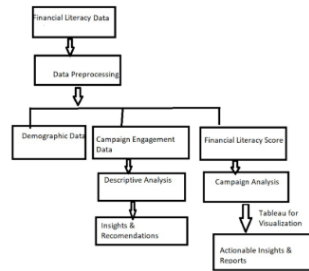 Financial Literacy Data
Data Preprocessing
Demographic Data
Campaign Engagement
Data
Financial Literacy Score
Descriptive Analysis
Campaign Analysis
Tableau for
Visualization
Insights &
Recomendations
Actionable Insights &
Reports